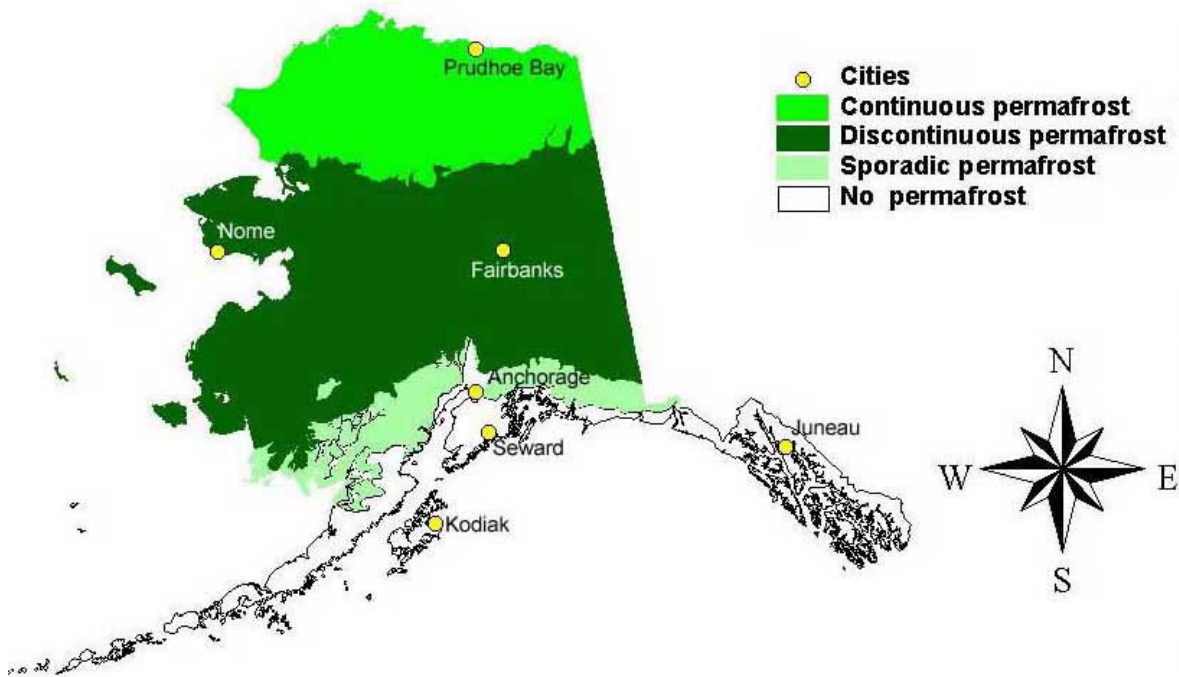 Prudhoe Bay
Cities
Continuous permafrost
Discontinuous permafrost
Sporadic permafrost
No permafrost
Nome
Fairbanks
Anchorage
Seward
Juneau
Kodiak
N
W
E
S